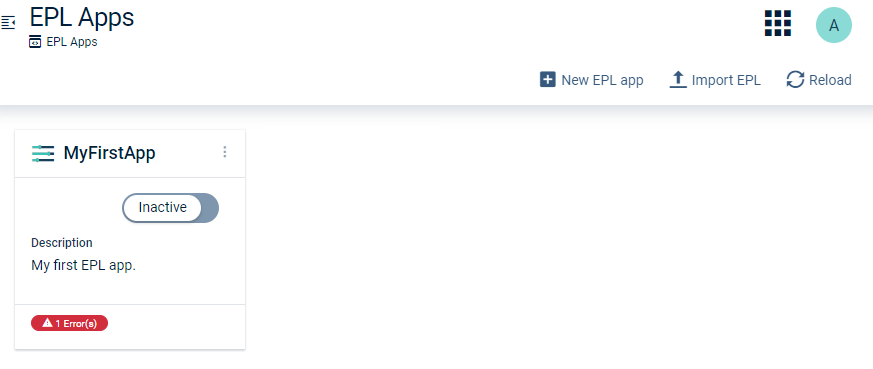 EPL Apps
EPL Apps
A
New EPL app
Import EPL
Reload
MyFirstApp
Inactive
Description
My first EPL app.
1 Error(s)